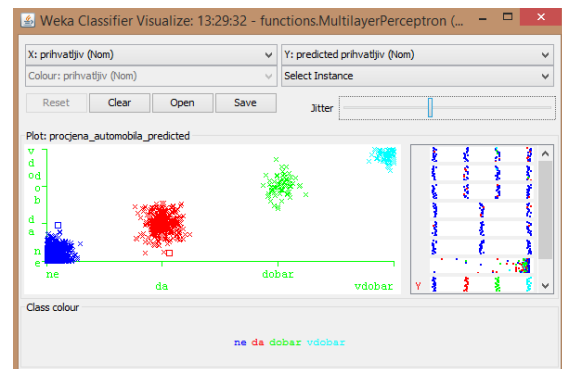 Weka Classifier Visualize: 13:29:32 - functions.MultilayerPerceptron (...
X: prihvatljiv (Nom)
Y: predicted prihvatljiv (Nom)
Colour: prihvatljiv (Nom)
Select Instance
Reset
Clear
Open
Save
Jitter
Plot: procjena_automobila_predicted
v
d
o
d
o
b
d
a
n
e
ne
da
dobar
vdobar
Y
Class colour
ne da dobar vdobar